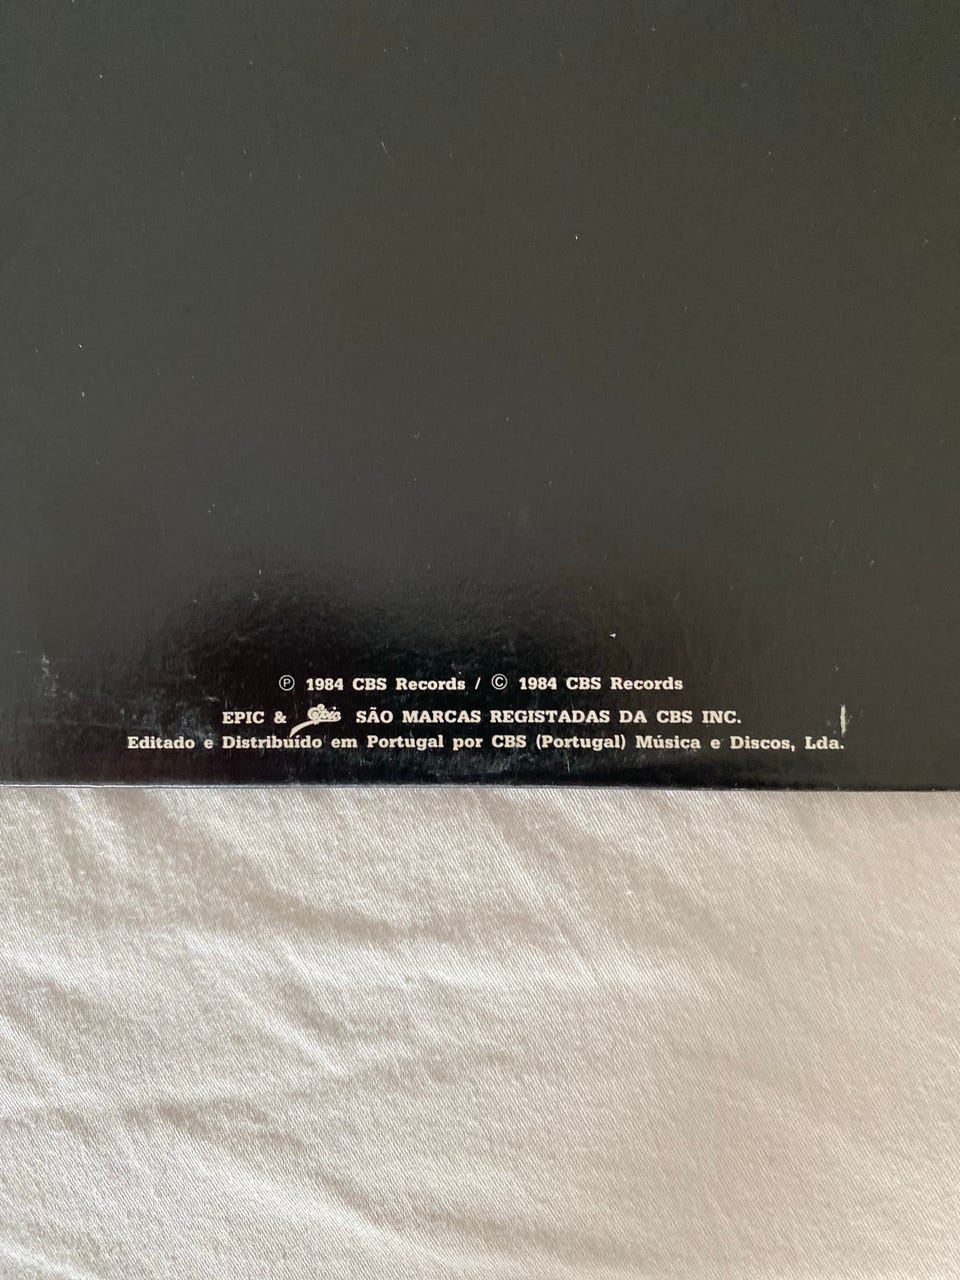 Ⓟ 1984 CBS Records / © 1984 CBS Records
EPIC & Epic SÃO MARCAS REGISTADAS DA CBS INC.
Editado e Distribuído em Portugal por CBS (Portugal) Música e Discos, Lda.